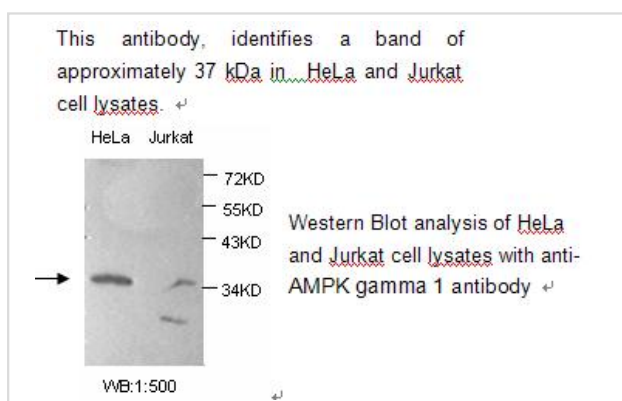 This antibody, identifies a band of
approximately 37 kDa in HeLa and Jurkat
cell lysates.
HeLa Jurkat
72KD
55KD
43KD
34KD
Western Blot analysis of HeLa
and Jurkat cell lysates with anti-
AMPK gamma 1 antibody
WB:1:500